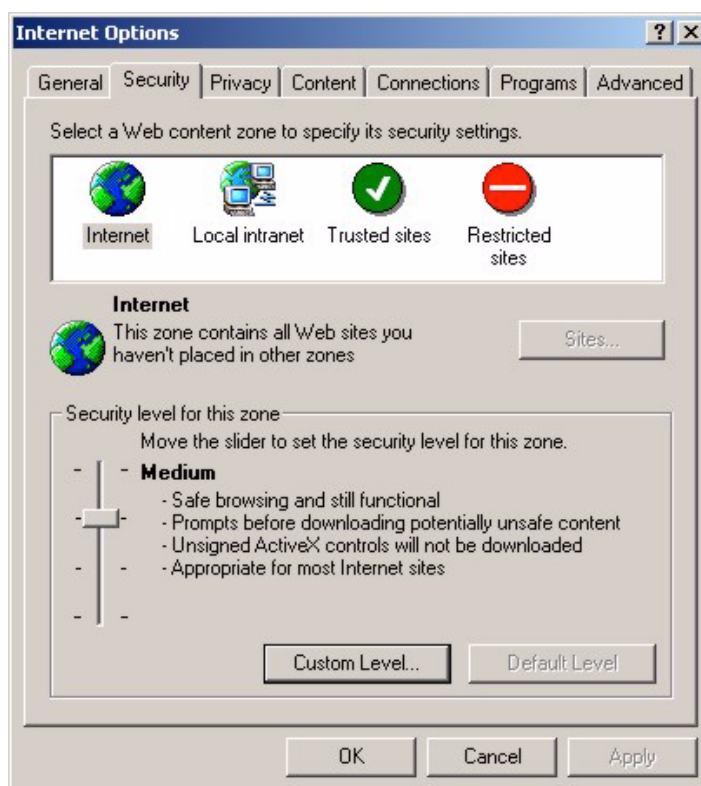 Internet Options
General Security Privacy Content Connections Programs Advanced
Select a Web content zone to specify its security settings.
Internet Local intranet Trusted sites Restricted
sites
Internet
This zone contains all Web sites you
haven't placed in other zones
Sites...
Security level for this zone
Move the slider to set the security level for this zone.
Medium
- Safe browsing and still functional
- Prompts before downloading potentially unsafe content
- Unsigned ActiveX controls will not be downloaded
- Appropriate for most Internet sites
Custom Level... Default Level
OK Cancel Apply